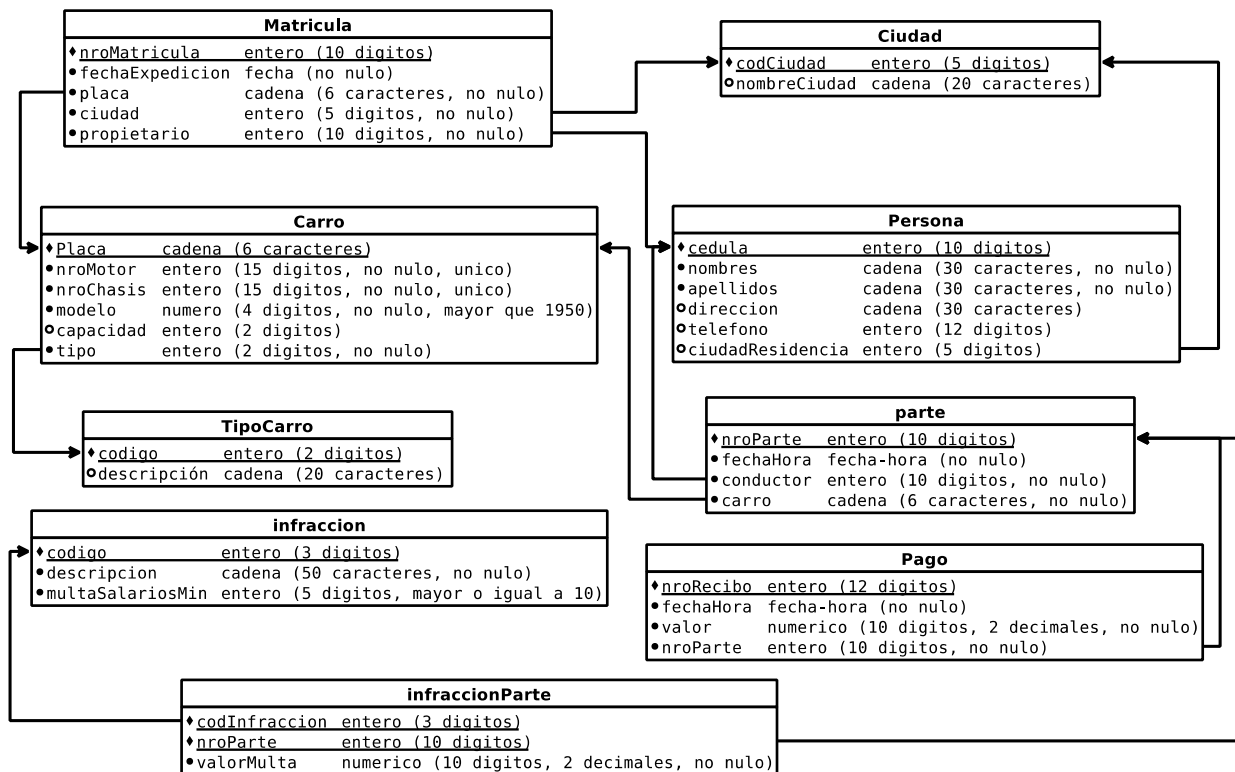 Matricula
nroMatricula entero (10 digitos)
fechaExpedicion fecha (no nulo)
placa cadena (6 caracteres, no nulo)
ciudad entero (5 digitos, no nulo)
propietario entero (10 digitos, no nulo)
Ciudad
codCiudad entero (5 digitos)
nombreCiudad cadena (20 caracteres)
Carro
Placa cadena (6 caracteres)
nroMotor entero (15 digitos, no nulo, unico)
nroChasis entero (15 digitos, no nulo, unico)
modelo numero (4 digitos, no nulo, mayor que 1950)
capacidad entero (2 digitos)
tipo entero (2 digitos, no nulo)
Persona
cedula entero (10 digitos)
nombres cadena (30 caracteres, no nulo)
apellidos cadena (30 caracteres, no nulo)
direccion cadena (30 caracteres)
telefono entero (12 digitos)
ciudadResidencia entero (5 digitos)
TipoCarro
codigo entero (2 digitos)
descripción cadena (20 caracteres)
parte
nroParte entero (10 digitos)
fechaHora fecha-hora (no nulo)
conductor entero (10 digitos, no nulo)
carro cadena (6 caracteres, no nulo)
infraccion
codigo entero (3 digitos)
descripcion cadena (50 caracteres, no nulo)
multaSalariosMin entero (5 digitos, mayor o igual a 10)
Pago
nroRecibo entero (12 digitos)
fechaHora fecha-hora (no nulo)
valor numerico (10 digitos, 2 decimales, no nulo)
nroParte entero (10 digitos, no nulo)
infraccionParte
codInfraccion entero (3 digitos)
nroParte entero (10 digitos)
valorMulta numerico (10 digitos, 2 decimales, no nulo)